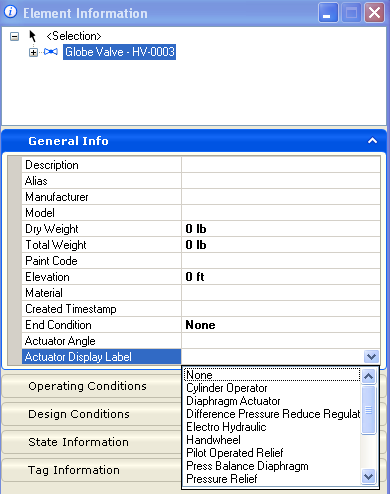 Element Information
<Selection>
Globe Valve - HV-0003
General Info
Description
Alias
Manufacturer
Model
Dry Weight 0 lb
Total Weight 0 lb
Paint Code
Elevation 0 ft
Material
Created Timestamp
End Condition None
Actuator Angle
Actuator Display Label
None
Cylinder Operator
Diaphragm Actuator
Difference Pressure Reduce Regulat
Electro Hydraulic
Handwheel
Pilot Operated Relief
Press Balance Diaphragm
Pressure Relief
Operating Conditions
Design Conditions
State Information
Tag Information